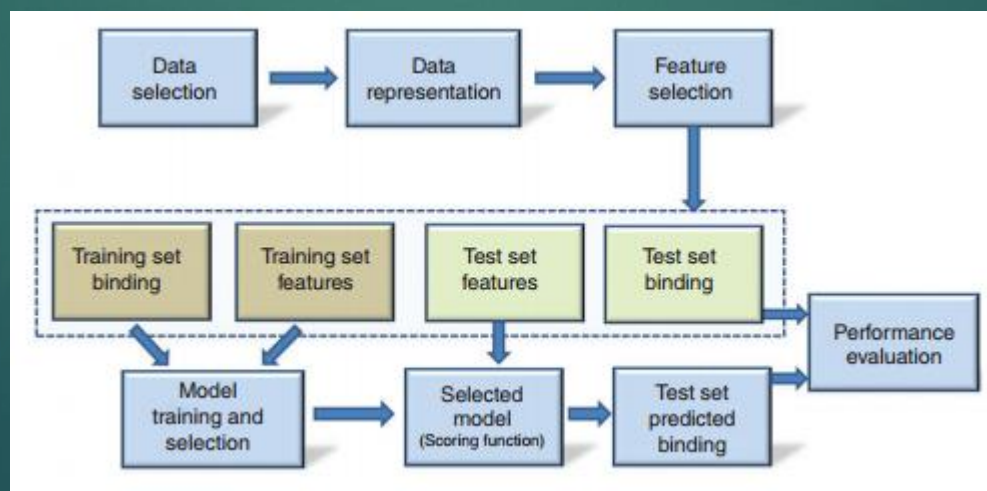 Data
selection
Data
representation
Feature
selection
Training set
binding
Training set
features
Test set
features
Test set
binding
Performance
evaluation
Model
training and
selection
Selected
model
(Scoring function)
Test set
predicted
binding